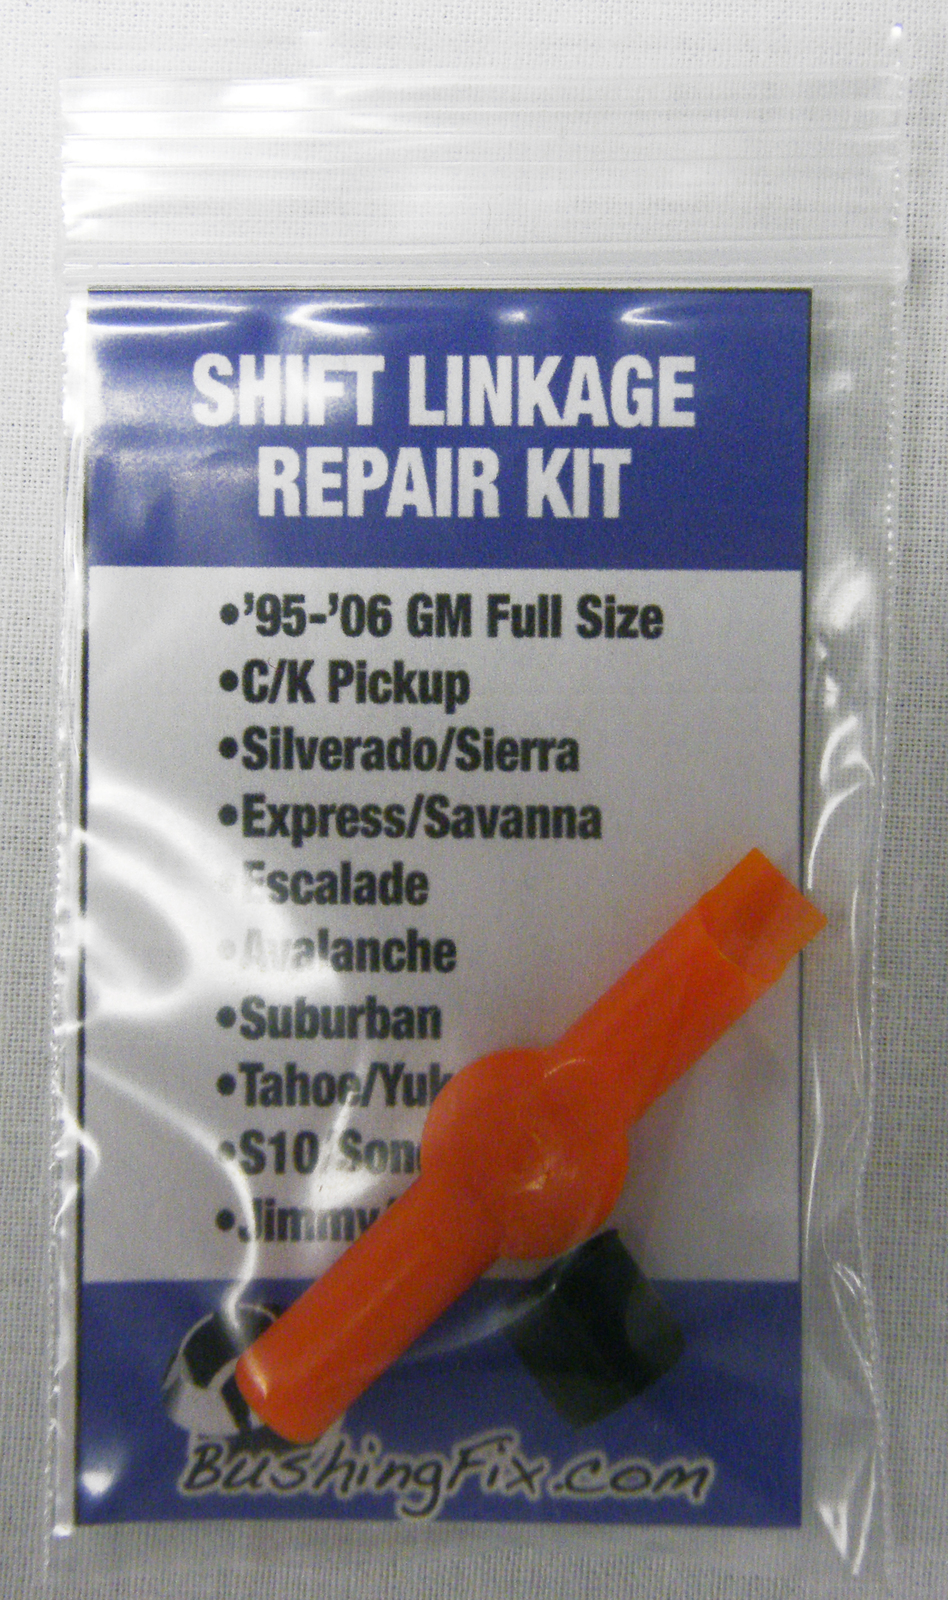 SHIFT LINKAGE
REPAIR KIT
•’95-’06 GM Full Size
•C/K Pickup
•Silverado/Sierra
•Express/Savanna
•Escalade
•Avalanche
•Suburban
•Tahoe/Yuk
•S10/Son
•Jimmy/
BushingFix.com